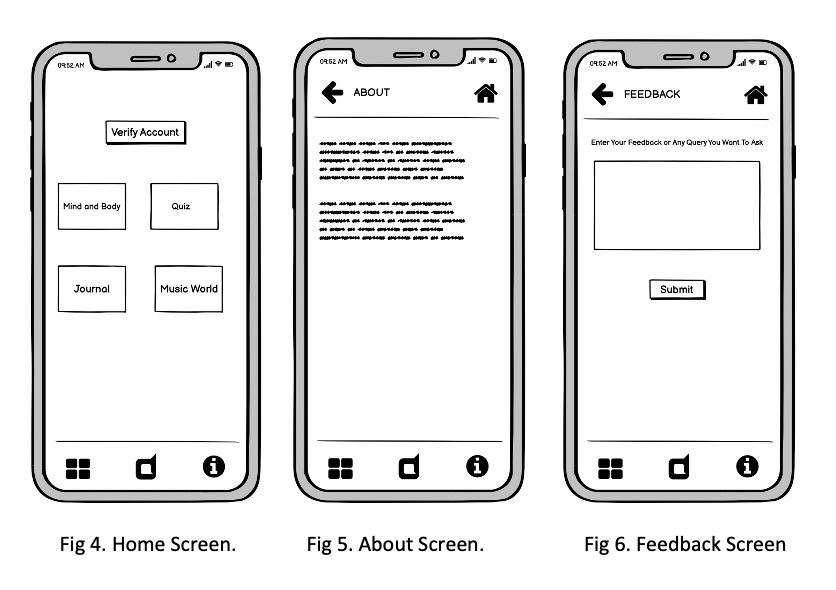 09:52 AM
Verify Account
Mind and Body
Quiz
Journal
Music World
Fig 4. Home Screen.
09:52 AM
ABOUT
Fig 5. About Screen.
09:52 AM
FEEDBACK
Enter Your Feedback or Any Query You Want To Ask
Submit
Fig 6. Feedback Screen